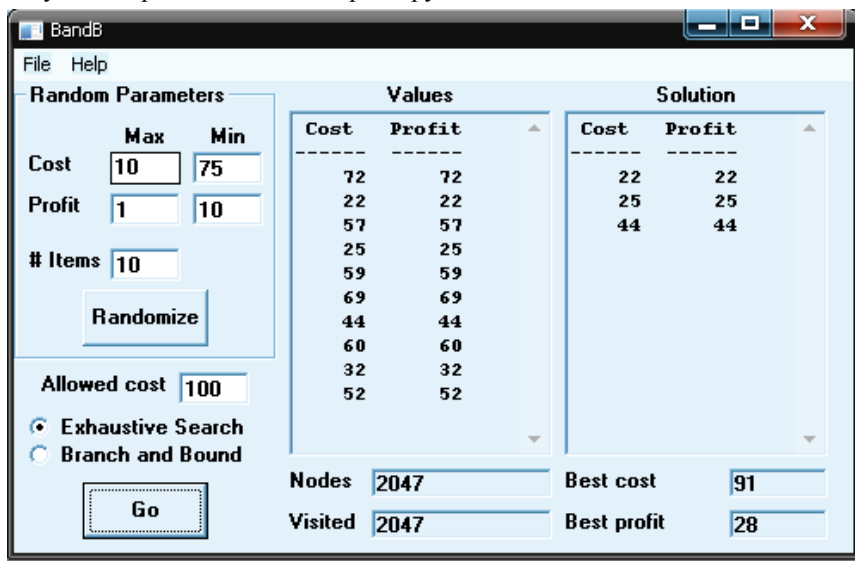 BandB
File Help
Random Parameters
Max Min
Cost 10 75
Profit 1 10
# Items 10
Randomize
Allowed cost 100
Exhaustive Search
Branch and Bound
Go
Values
Cost Profit
------ ------
72 72
22 22
57 57
25 25
59 59
69 69
44 44
60 60
32 32
52 52
Nodes 2047
Visited 2047
Solution
Cost Profit
------ ------
22 22
25 25
44 44
Best cost 91
Best profit 28